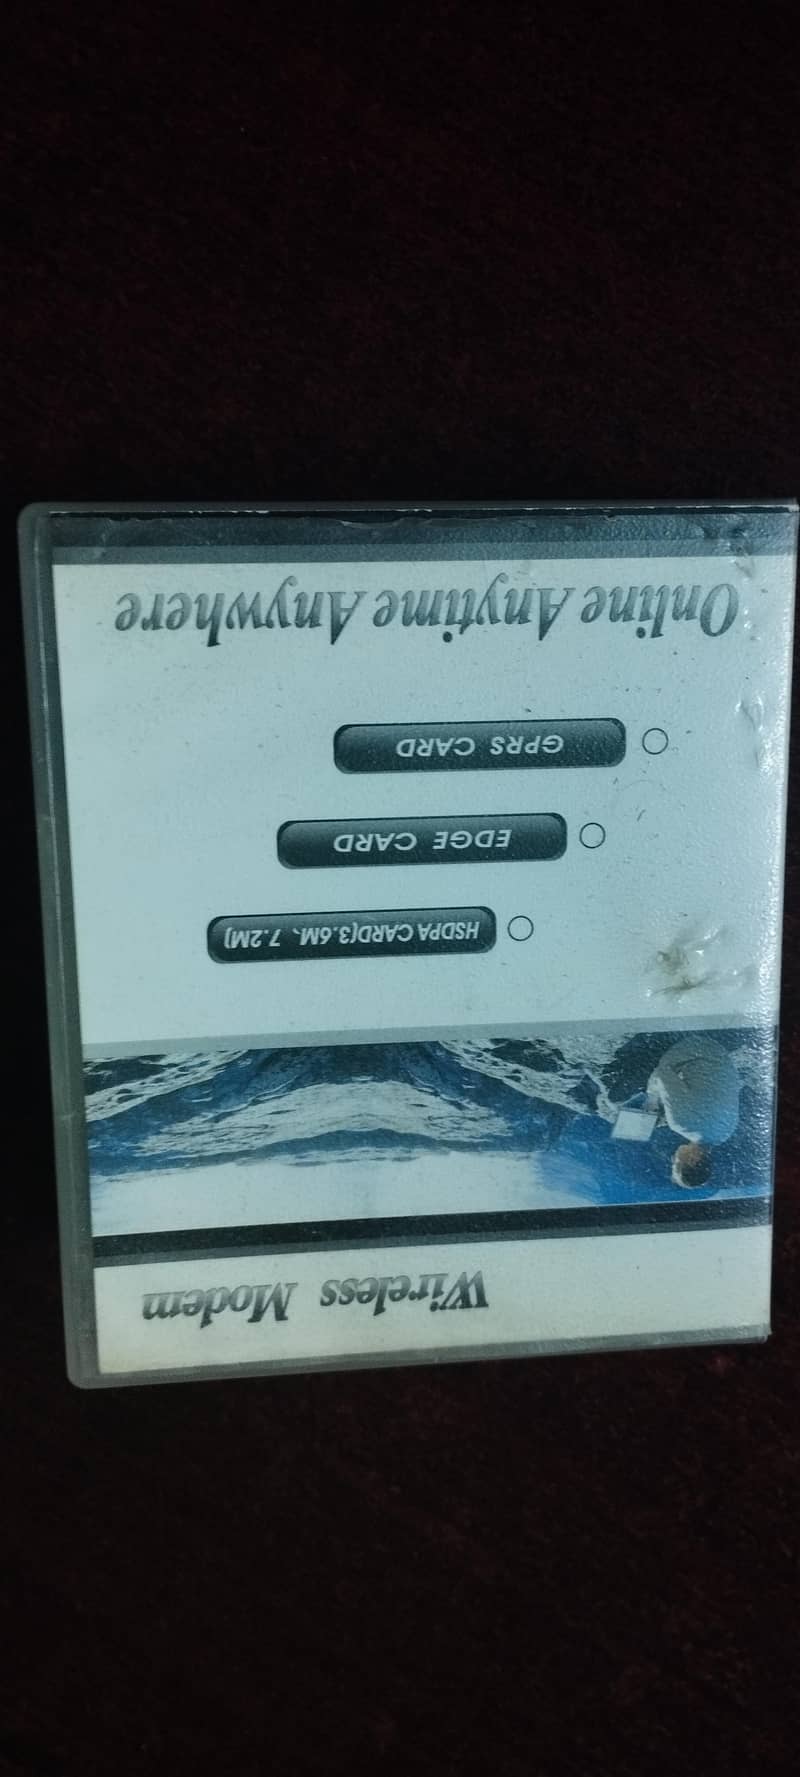 Wireless Modem
HSDPA CARD(3.6M、7.2M)
EDGE CARD
GPRS CARD
Online Anytime Anywhere